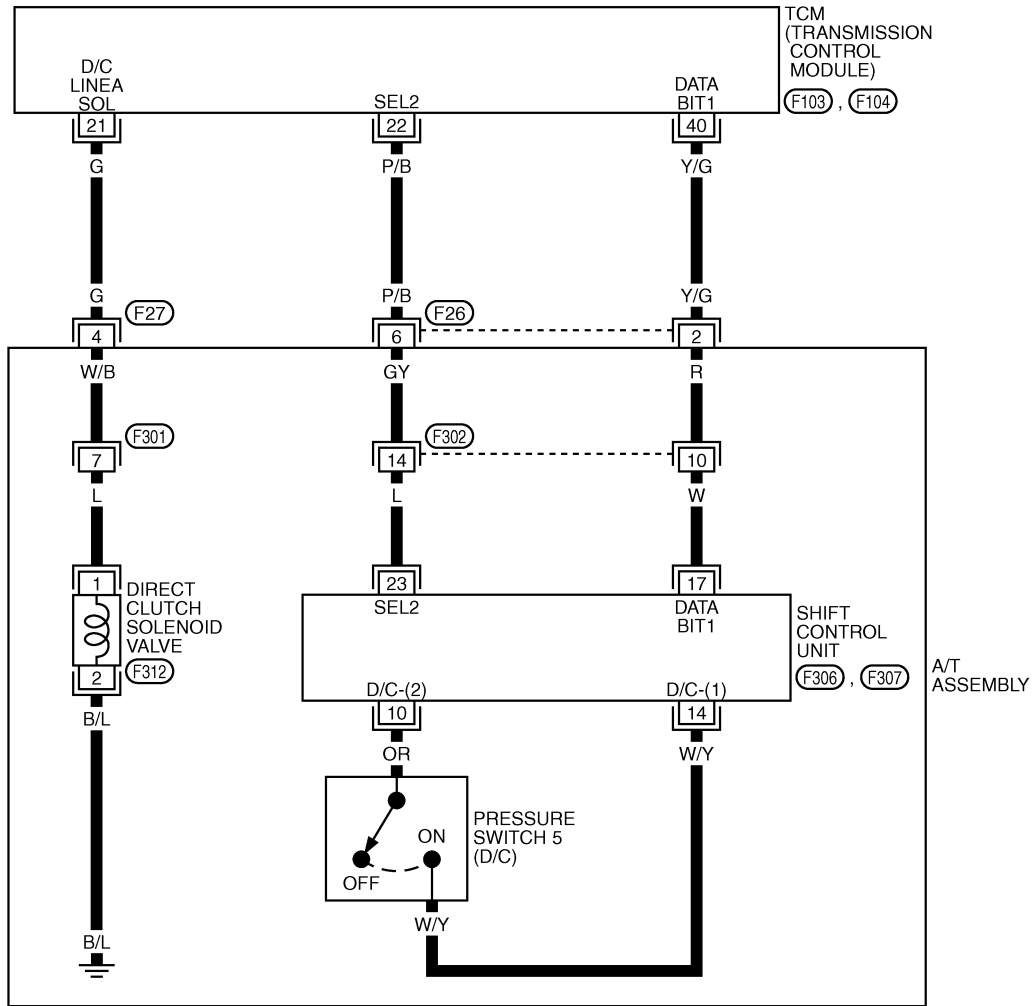 TCM
(TRANSMISSION
CONTROL
MODULE)
F103 , F104
D/C
LINEA
SOL
SEL2
DATA
BIT1
21
22
40
G
P/B
Y/G
G
P/B
Y/G
F27
F26
4
6
2
W/B
GY
R
F301
F302
7
14
10
L
L
W
1
23
17
DIRECT
CLUTCH
SOLENOID
VALVE
F312
2
SEL2
DATA
BIT1
SHIFT
CONTROL
UNIT
F306 , F307
A/T
ASSEMBLY
D/C-(2)
D/C-(1)
10
14
B/L
OR
W/Y
PRESSURE
SWITCH 5
(D/C)
ON
OFF
W/Y
B/L